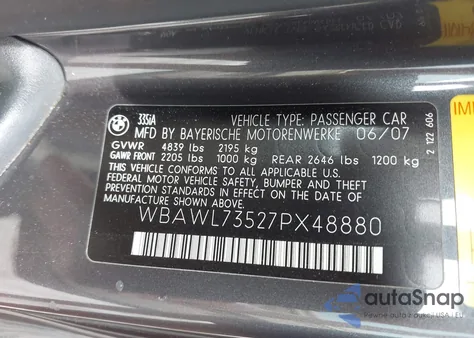 335iA VEHICLE TYPE: PASSENGER CAR
MFD BY BAYERISCHE MOTORENWERKE 06/07
GVWR 4839 lbs 2195 kg
GAWR FRONT 2205 lbs 1000 kg REAR 2646 lbs 1200 kg
THIS VEHICLE CONFORMS TO ALL APPLICABLE U.S.
FEDERAL MOTOR VEHICLE SAFETY, BUMPER AND THEFT
PREVENTION STANDARDS IN EFFECT ON THE DATE OF
MANUFACTURE SHOWN ABOVE.
WBAWL73527PX48880
2 122 606
autoSnap